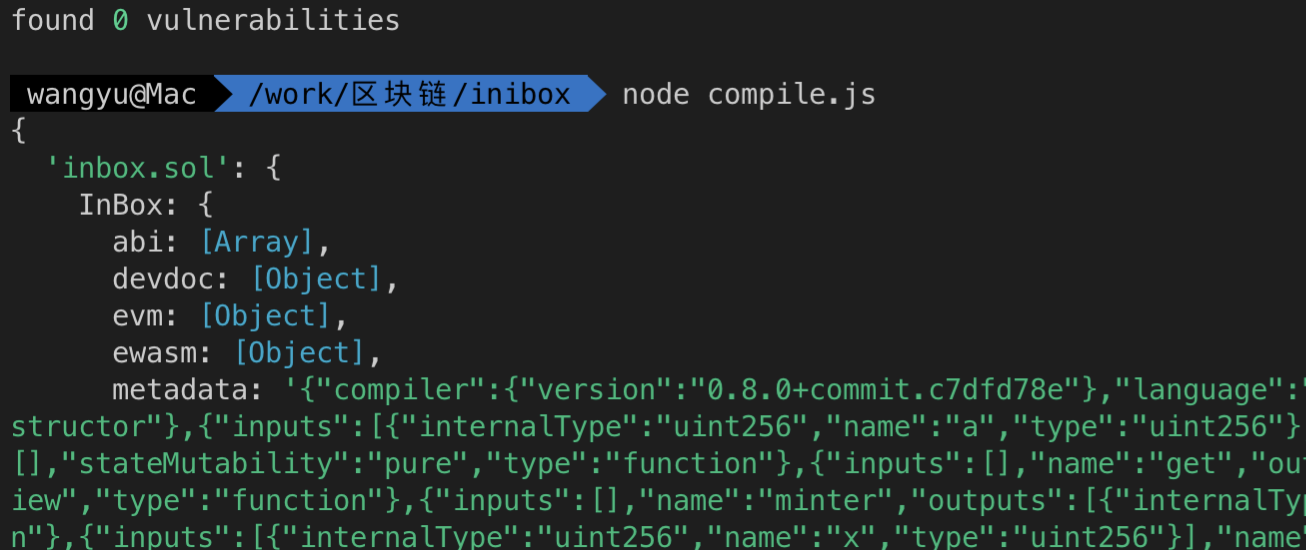 found 0 vulnerabilities
wangyu@Mac /work/区块链/inibox node compile.js
{
'inbox.sol': {
InBox: {
abi: [Array],
devdoc: [Object],
evm: [Object],
ewasm: [Object],
metadata: '{"compiler":{"version":"0.8.0+commit.c7dfd78e"},"language":"
structor"},{"inputs":[{"internalType":"uint256","name":"a","type":"uint256"}
[],"stateMutability":"pure","type":"function"},{"inputs":[],"name":"get","out
iew","type":"function"},{"inputs":[],"name":"minter","outputs":[{"internalTyp
n"},{"inputs":[{"internalType":"uint256","name":"x","type":"uint256"}],"name